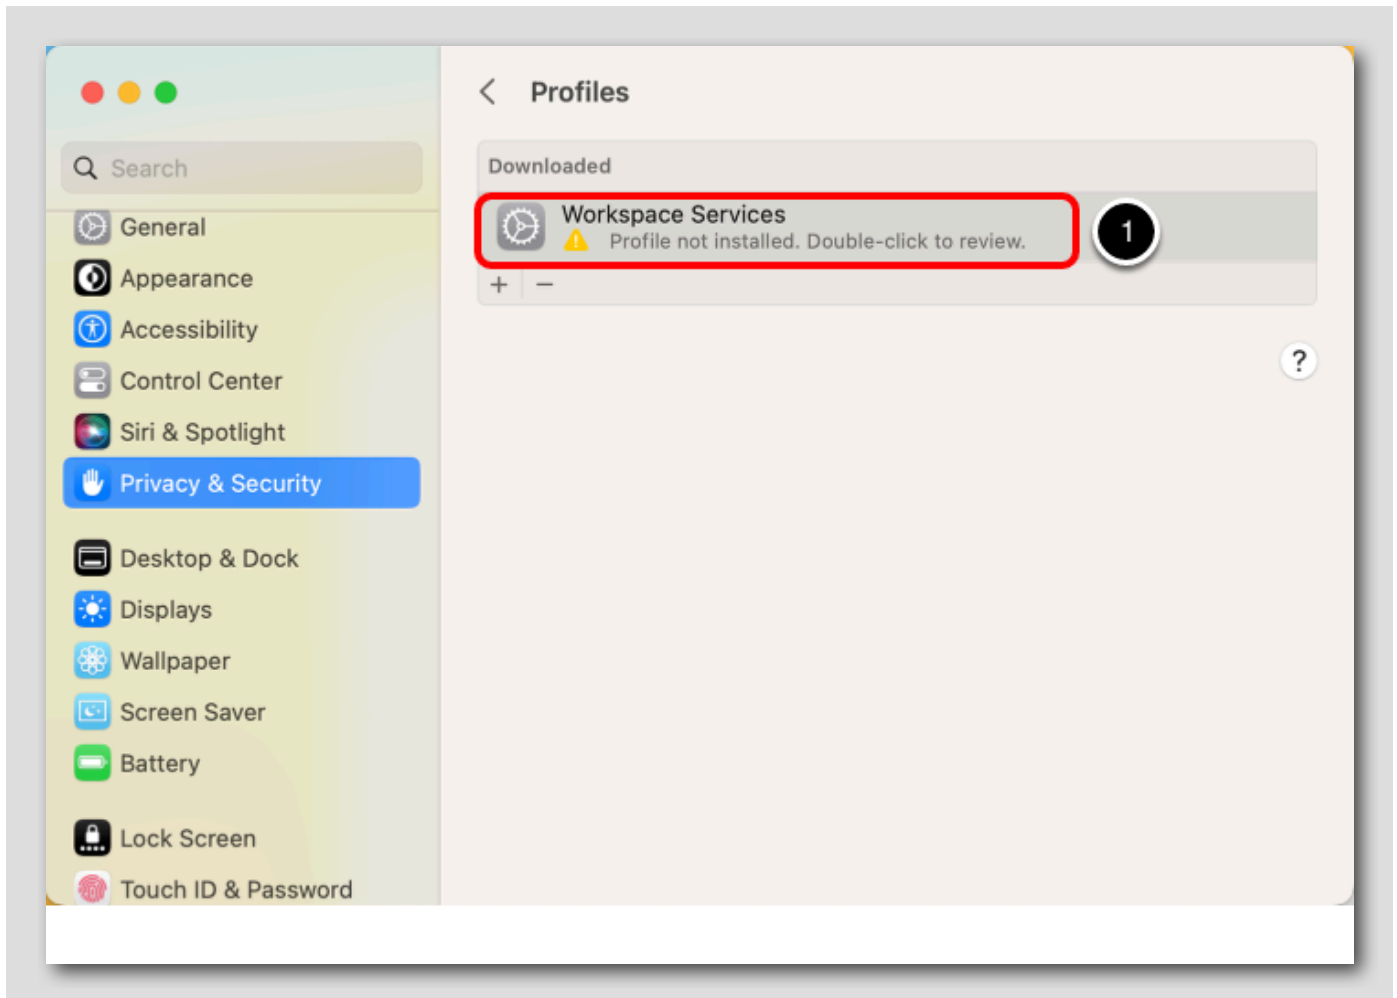 Search
General
Appearance
Accessibility
Control Center
Siri & Spotlight
Privacy & Security
Desktop & Dock
Displays
Wallpaper
Screen Saver
Battery
Lock Screen
Touch ID & Password
Profiles
Downloaded
Workspace Services
Profile not installed. Double-click to review.
1
+ −
?